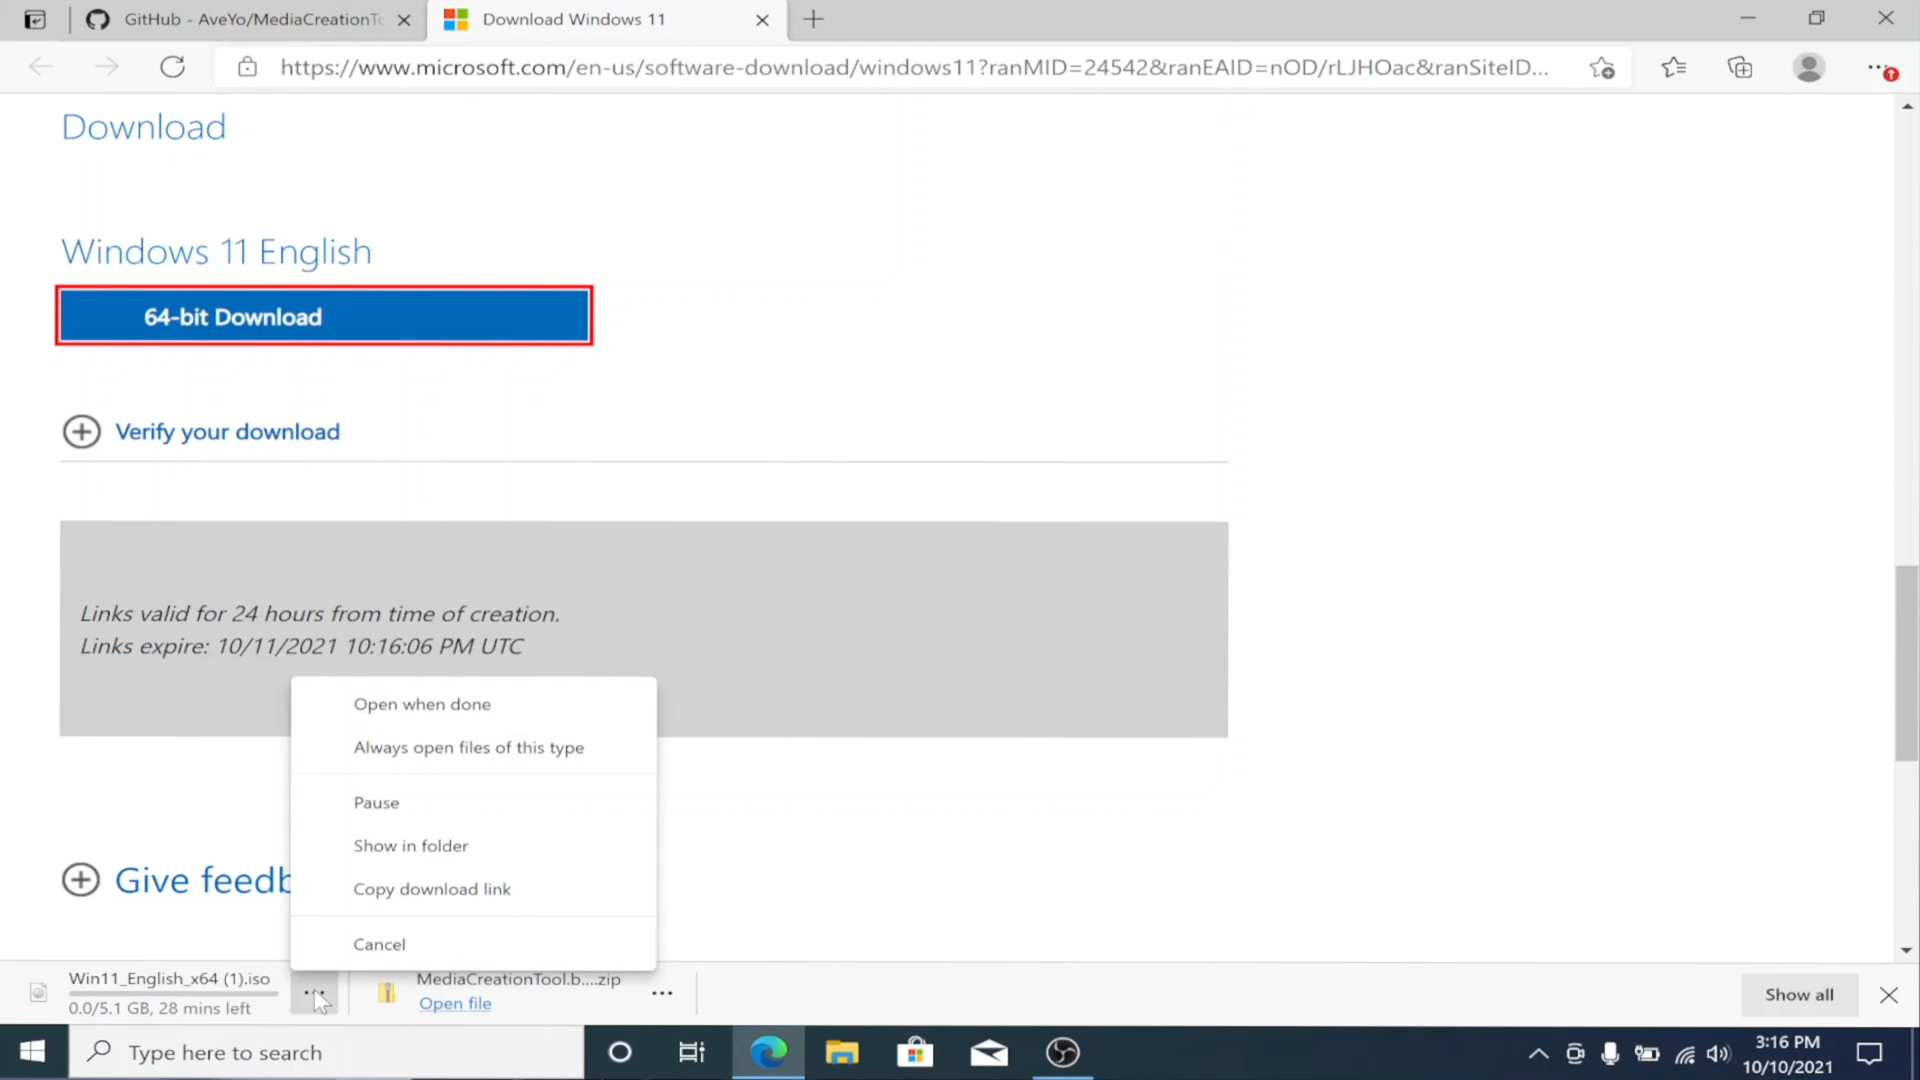 GitHub - AveYo/MediaCreationTo
Download Windows 11
https://www.microsoft.com/en-us/software-download/windows11?ranMID=24542&ranEAID=nOD/rLJHOac&ranSiteID...
Download
Windows 11 English
64-bit Download
Verify your download
Links valid for 24 hours from time of creation.
Links expire: 10/11/2021 10:16:06 PM UTC
Open when done
Always open files of this type
Pause
Show in folder
Copy download link
Cancel
Give feedb
Win11_English_x64 (1).iso
0.0/5.1 GB, 28 mins left
MediaCreationTool.b....zip
Open file
Show all
Type here to search
3:16 PM
10/10/2021